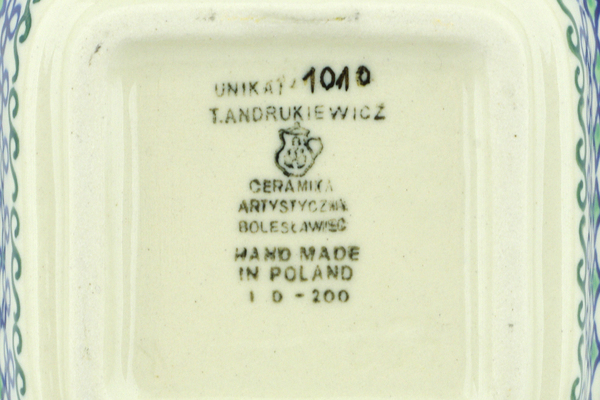 UNIKAT 1010
T.ANDRUKIEWICZ
CERAMIKA
ARTYSTYCZNA
BOLESŁAWIEC
HAND MADE
IN POLAND
I D - 200